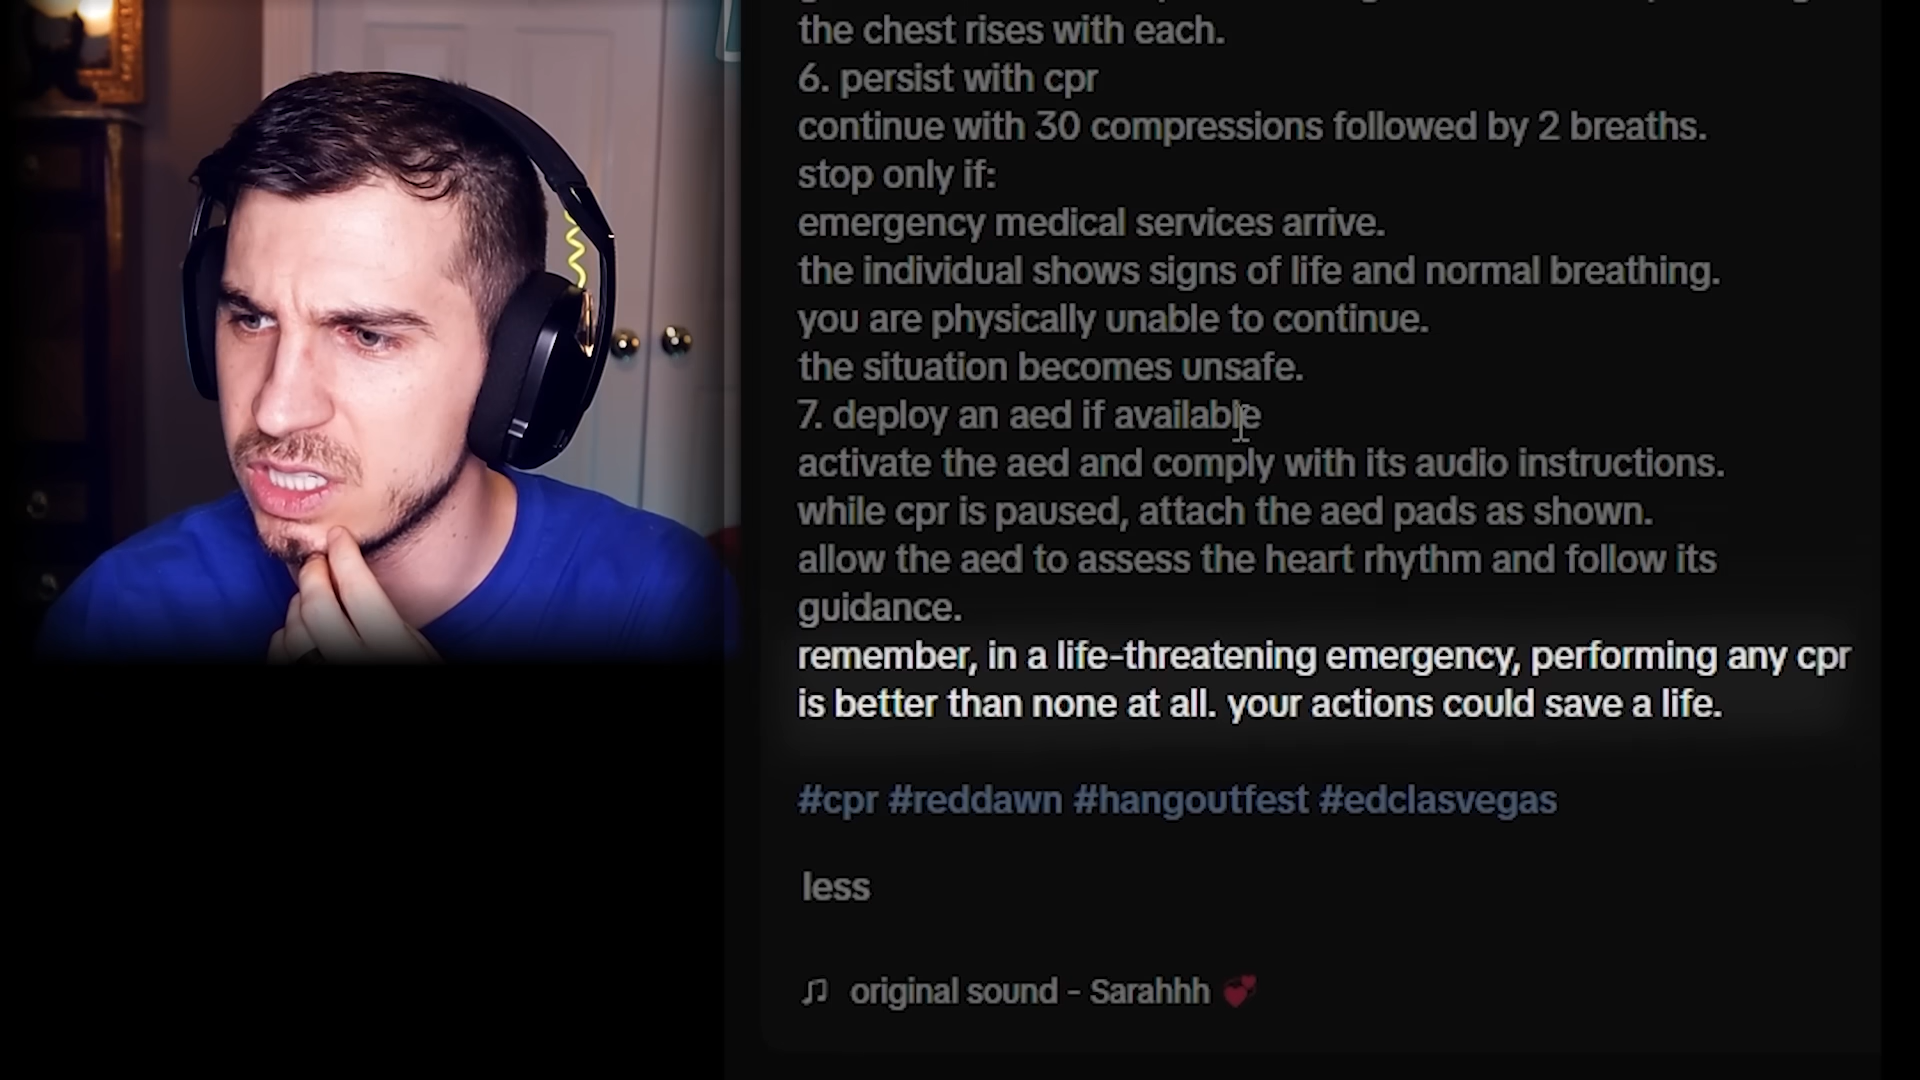 the chest rises with each.
6. persist with cpr
continue with 30 compressions followed by 2 breaths.
stop only if:
emergency medical services arrive.
the individual shows signs of life and normal breathing.
you are physically unable to continue.
the situation becomes unsafe.
7. deploy an aed if available
activate the aed and comply with its audio instructions.
while cpr is paused, attach the aed pads as shown.
allow the aed to assess the heart rhythm and follow its
guidance.
remember, in a life-threatening emergency, performing any cpr
is better than none at all. your actions could save a life.
#cpr #reddawn #hangoutfest #edclasvegas
less
♫ original sound - Sarahhh 💞